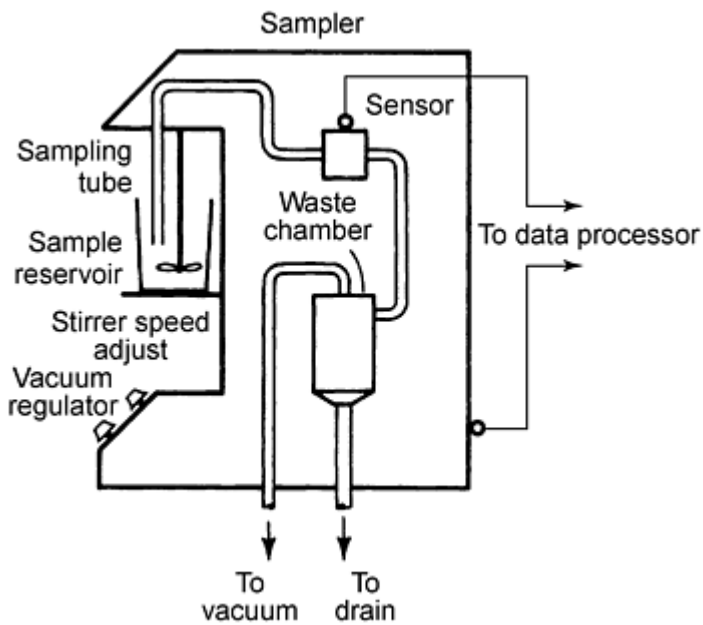 Sampler
Sensor
Sampling
tube
Waste
chamber
To data processor
Sample
reservoir
Stirrer speed
adjust
Vacuum
regulator
To
vacuum
To
drain